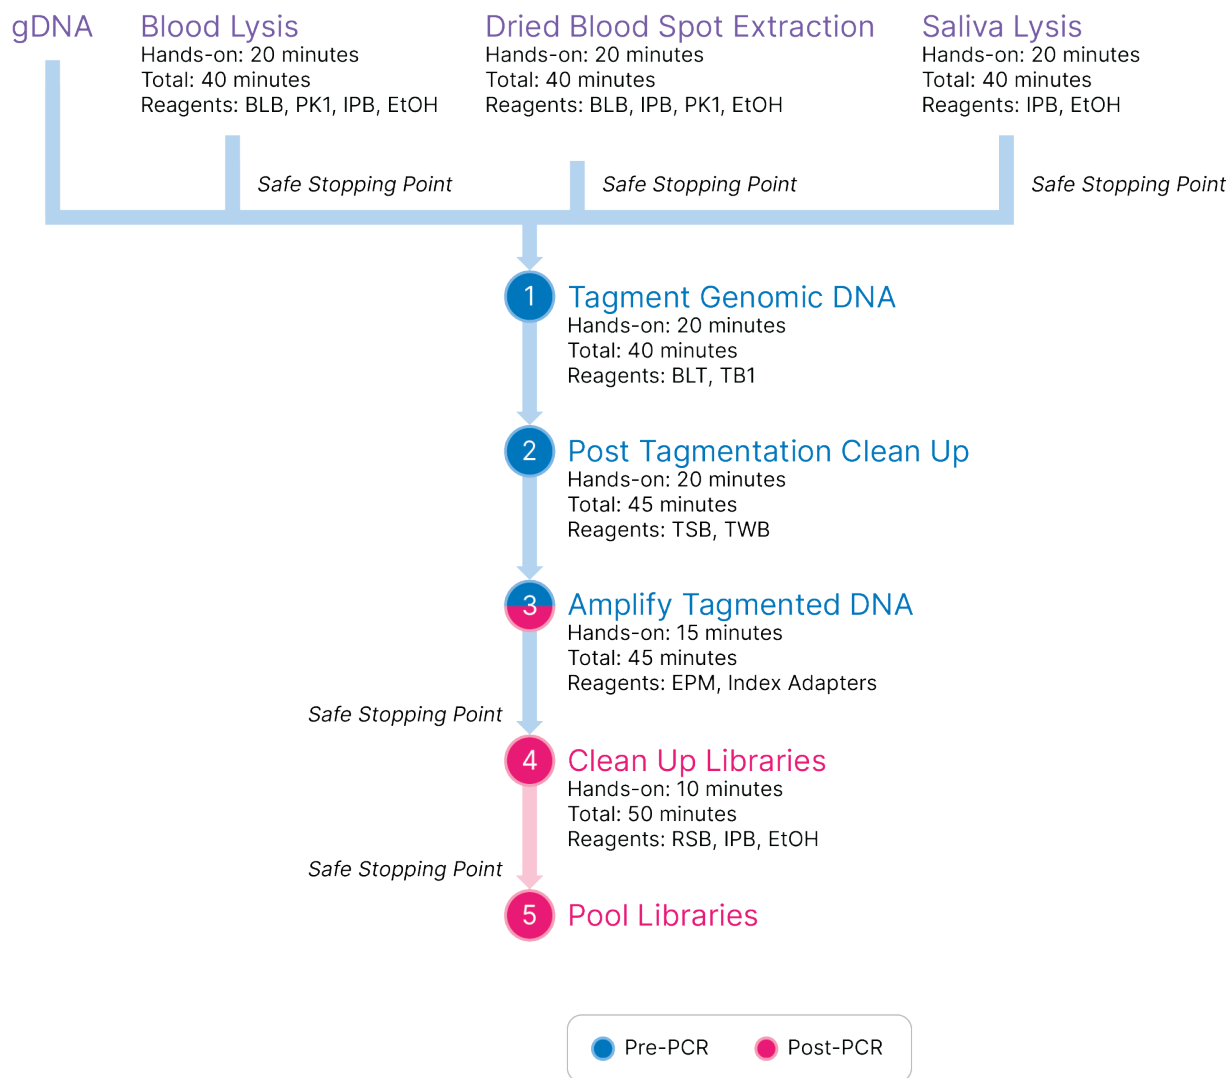 gDNA
Blood Lysis
Hands-on: 20 minutes
Total: 40 minutes
Reagents: BLB, PK1, IPB, EtOH
Safe Stopping Point
Dried Blood Spot Extraction
Hands-on: 20 minutes
Total: 40 minutes
Reagents: BLB, IPB, PK1, EtOH
Safe Stopping Point
Saliva Lysis
Hands-on: 20 minutes
Total: 40 minutes
Reagents: IPB, EtOH
Safe Stopping Point
1 Tagment Genomic DNA
Hands-on: 20 minutes
Total: 40 minutes
Reagents: BLT, TB1
2 Post Tagmentation Clean Up
Hands-on: 20 minutes
Total: 45 minutes
Reagents: TSB, TWB
3 Amplify Tagmented DNA
Hands-on: 15 minutes
Total: 45 minutes
Reagents: EPM, Index Adapters
Safe Stopping Point
4 Clean Up Libraries
Hands-on: 10 minutes
Total: 50 minutes
Reagents: RSB, IPB, EtOH
Safe Stopping Point
5 Pool Libraries
Pre-PCR
Post-PCR